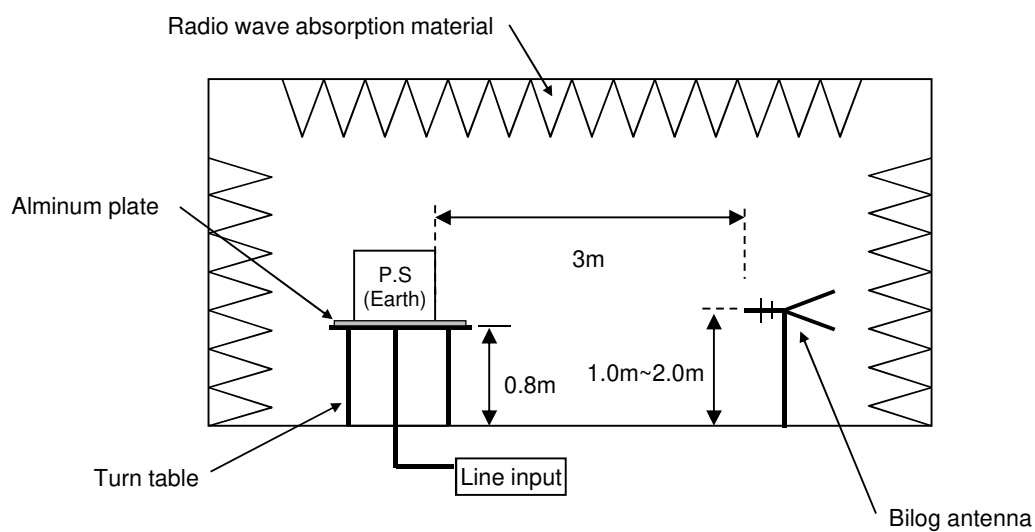 Radio wave absorption material
Alminum plate
3m
P.S
(Earth)
0.8m
1.0m~2.0m
Turn table
Line input
Bilog antenna